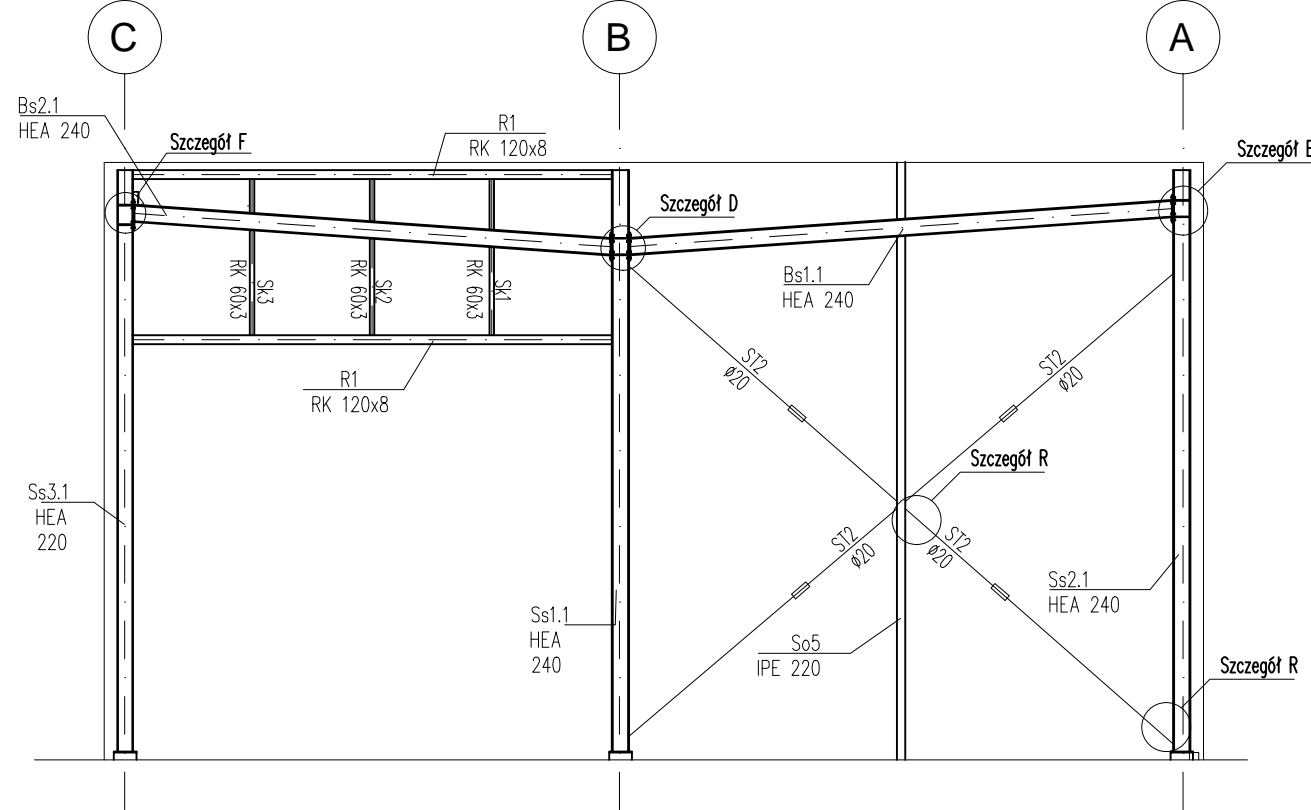 C
B
A
Bs2.1
HEA 240
Szczegół F
R1
RK 120x8
Szczegół D
Szczegół E
Bs1.1
HEA 240
Sk3
RK 60x3
Sk2
RK 60x3
Sk1
RK 60x3
R1
RK 120x8
ST2
ø20
ST2
ø20
Szczegół R
Ss3.1
HEA
220
ST2
ø20
ST2
ø20
Ss2.1
HEA 240
Ss1.1
HEA
240
So5
IPE 220
Szczegół R